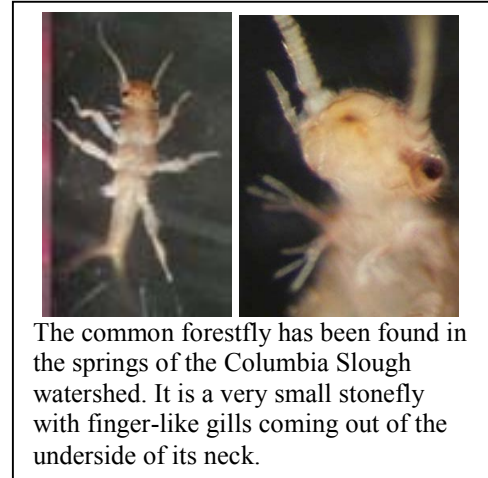 The common forestfly has been found in
the springs of the Columbia Slough
watershed. It is a very small stonefly
with finger-like gills coming out of the
underside of its neck.